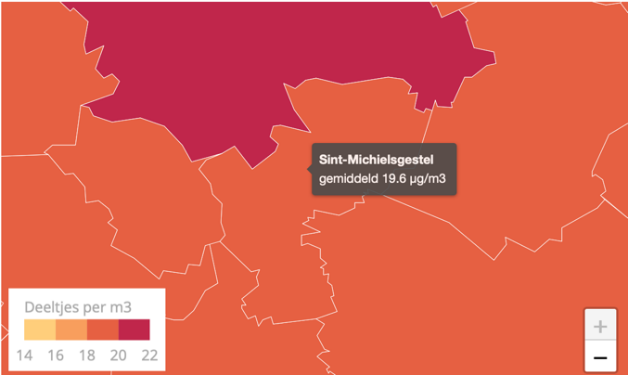 Sint-Michielsgestel
gemiddeld 19.6 µg/m3
Deeltjes per m3
14 16 18 20 22
+
−